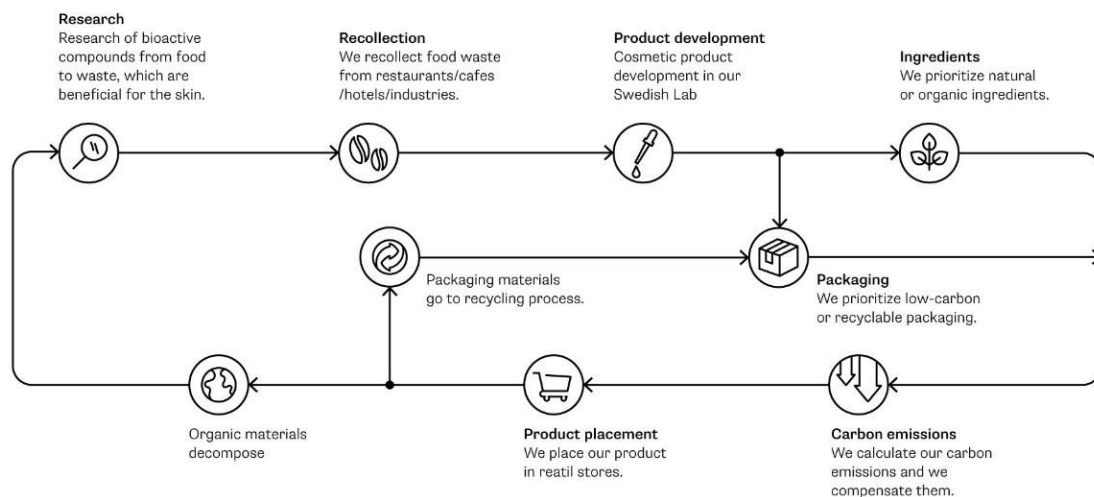 Research
Research of bioactive
compounds from food
to waste, which are
beneficial for the skin.
Recollection
We recollect food waste
from restaurants/cafes
/hotels/industries.
Product development
Cosmetic product
development in our
Swedish Lab
Ingredients
We prioritize natural
or organic ingredients.
Packaging materials
go to recycling process.
Packaging
We prioritize low-carbon
or recyclable packaging.
Organic materials
decompose
Product placement
We place our product
in reatil stores.
Carbon emissions
We calculate our carbon
emissions and we
compensate them.